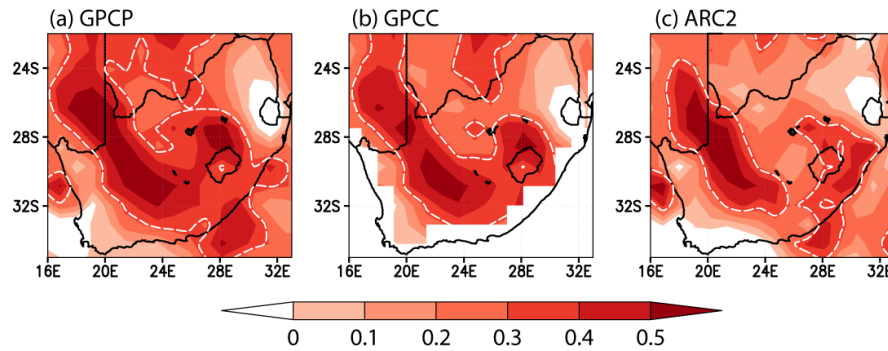 (a) GPCP (b) GPCC (c) ARC2
24S 24S 24S
28S 28S 28S
32S 32S 32S
16E 20E 24E 28E 32E 16E 20E 24E 28E 32E 16E 20E 24E 28E 32E
0 0.1 0.2 0.3 0.4 0.5